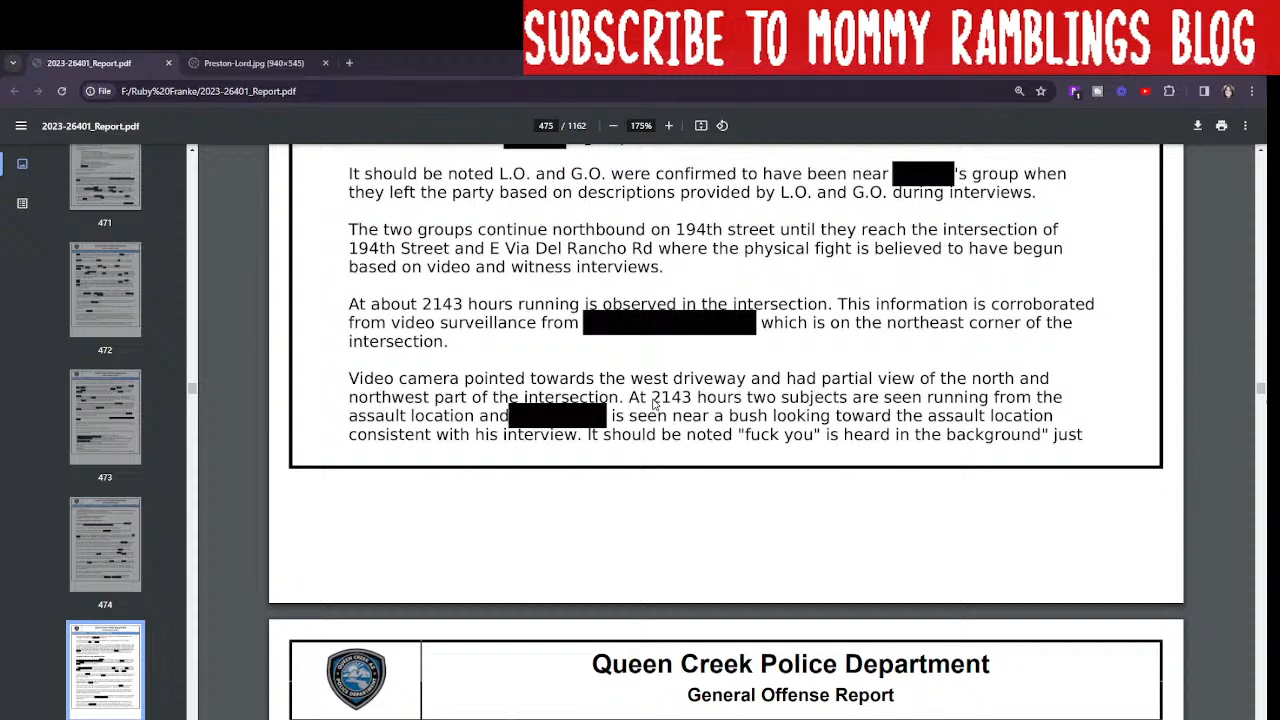 SUBSCRIBE TO MOMMY RAMBLINGS BLOG
2023-26401_Report.pdf
Preston-Lord.jpg (940×545)
File
F:/Ruby%20Franke/2023-26401_Report.pdf
2023-26401_Report.pdf
475 / 1162
175%
471
472
473
474
It should be noted L.O. and G.O. were confirmed to have been near 's group when
they left the party based on descriptions provided by L.O. and G.O. during interviews.
The two groups continue northbound on 194th street until they reach the intersection of
194th Street and E Via Del Rancho Rd where the physical fight is believed to have begun
based on video and witness interviews.
At about 2143 hours running is observed in the intersection. This information is corroborated
from video surveillance from which is on the northeast corner of the
intersection.
Video camera pointed towards the west driveway and had partial view of the north and
northwest part of the intersection. At 2143 hours two subjects are seen running from the
assault location and is seen near a bush looking toward the assault location
consistent with his interview. It should be noted "fuck you" is heard in the background" just
Queen Creek Police Department
General Offense Report